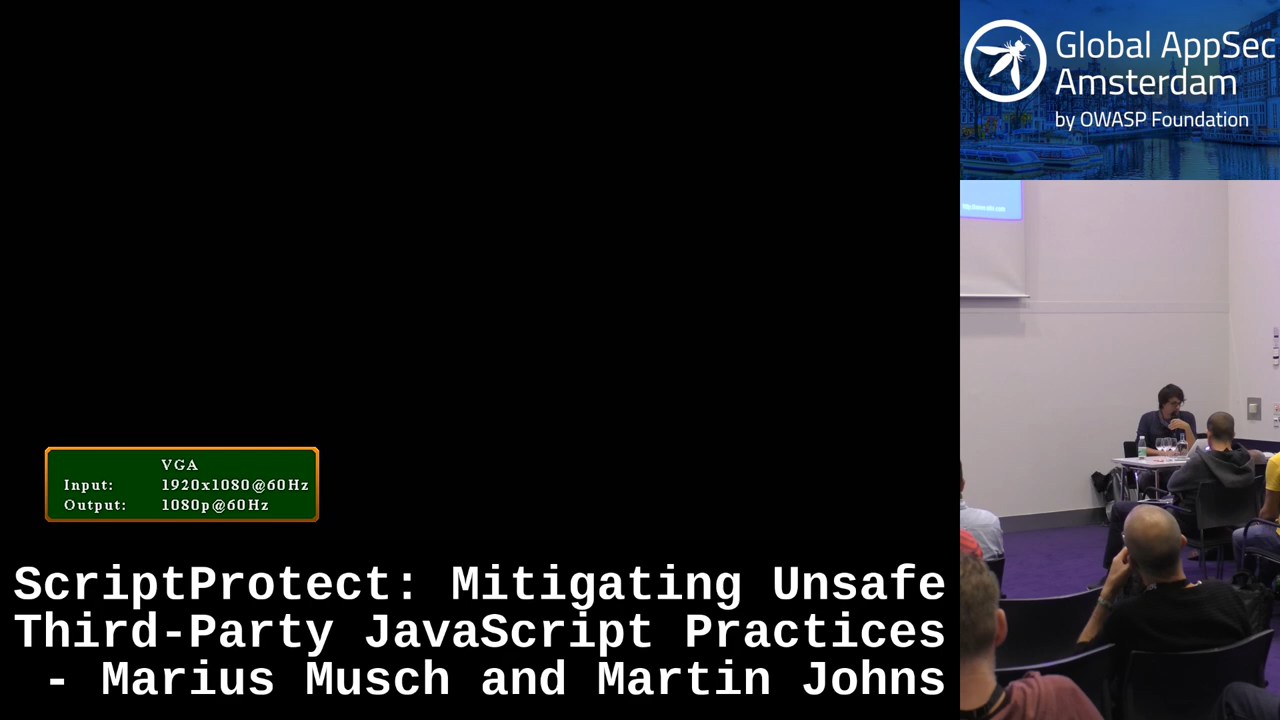 Global AppSec
Amsterdam
by OWASP Foundation
VGA
Input: 1920x1080@60Hz
Output: 1080p@60Hz
ScriptProtect: Mitigating Unsafe
Third-Party JavaScript Practices
- Marius Musch and Martin Johns